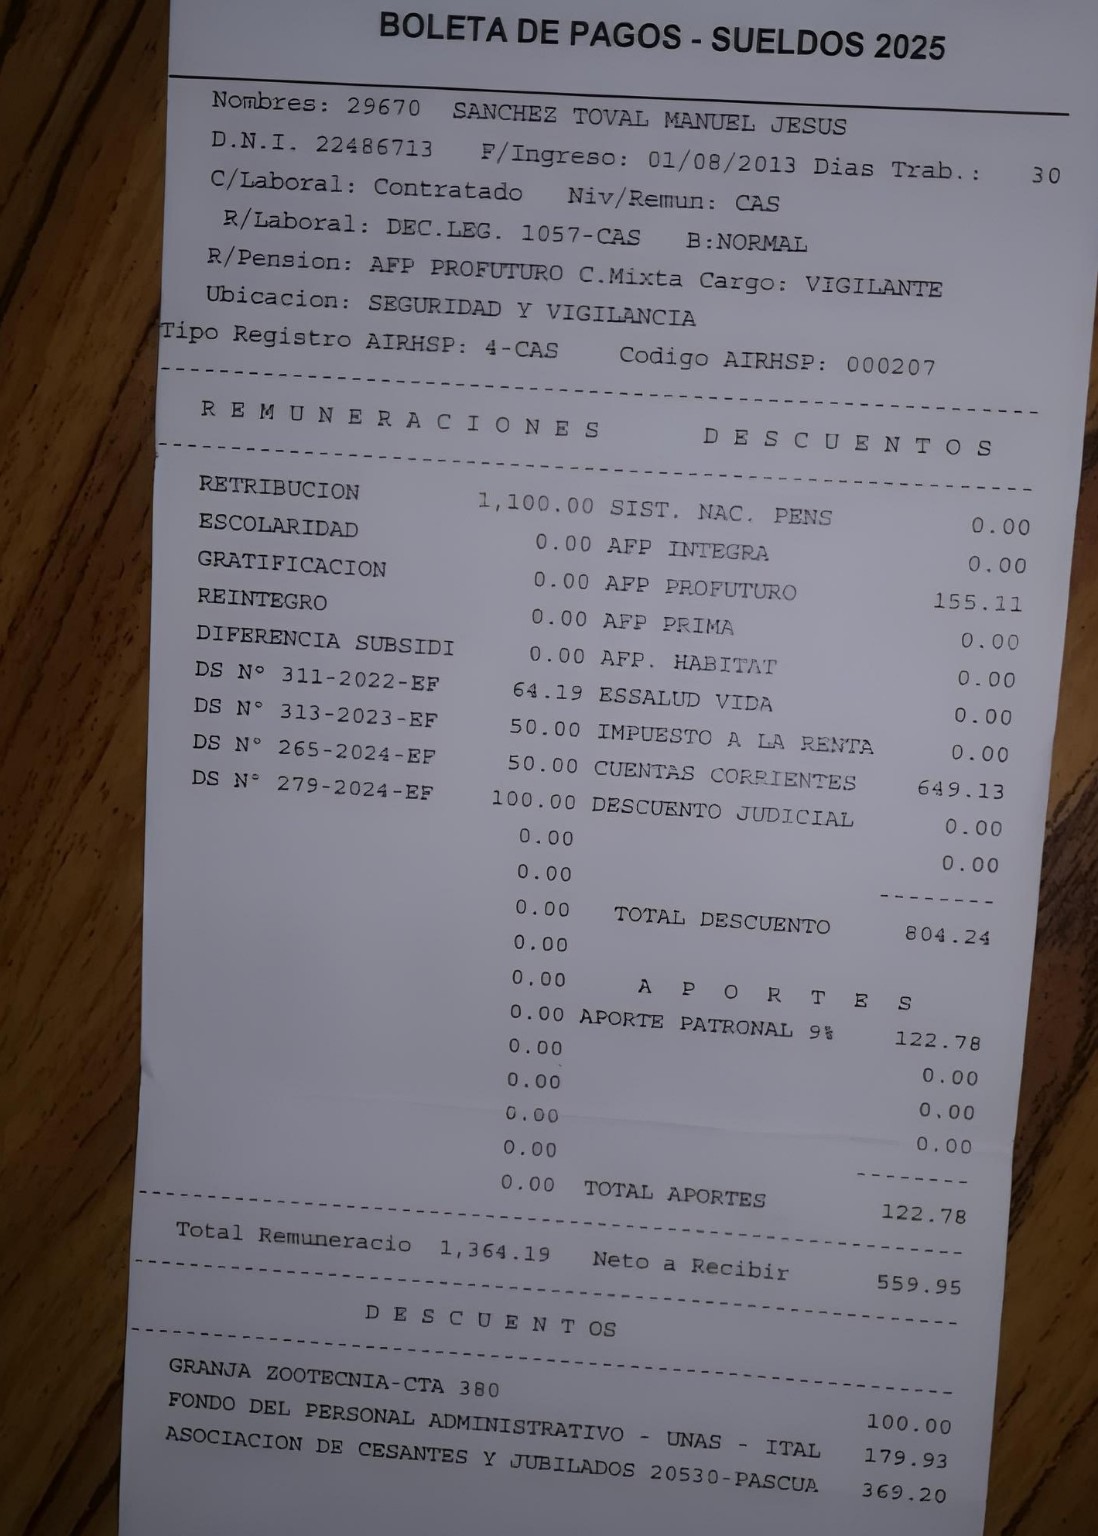 BOLETA DE PAGOS - SUELDOS 2025
Nombres: 29670 SANCHEZ TOVAL MANUEL JESUS
D.N.I. 22486713 F/Ingreso: 01/08/2013 Dias Trab.: 30
C/Laboral: Contratado Niv/Remun: CAS
R/Laboral: DEC.LEG. 1057-CAS B:NORMAL
R/Pension: AFP PROFUTURO C.Mixta Cargo: VIGILANTE
Ubicacion: SEGURIDAD Y VIGILANCIA
Tipo Registro AIRHSP: 4-CAS Codigo AIRHSP: 000207
R E M U N E R A C I O N E S D E S C U E N T O S
RETRIBUCION 1,100.00 SIST. NAC. PENS 0.00
ESCOLARIDAD 0.00 AFP INTEGRA 0.00
GRATIFICACION 0.00 AFP PROFUTURO 155.11
REINTEGRO 0.00 AFP PRIMA 0.00
DIFERENCIA SUBSIDI 0.00 AFP. HABITAT 0.00
DS Nº 311-2022-EF 64.19 ESSALUD VIDA 0.00
DS Nº 313-2023-EF 50.00 IMPUESTO A LA RENTA 0.00
DS Nº 265-2024-EF 50.00 CUENTAS CORRIENTES 649.13
DS Nº 279-2024-EF 100.00 DESCUENTO JUDICIAL 0.00
0.00 0.00
0.00 --------
0.00 TOTAL DESCUENTO 804.24
0.00
0.00 A P O R T E S
0.00 APORTE PATRONAL 9% 122.78
0.00 0.00
0.00 0.00
0.00 0.00
0.00 --------
0.00 TOTAL APORTES 122.78
Total Remuneracio 1,364.19 Neto a Recibir 559.95
D E S C U E N T OS
GRANJA ZOOTECNIA-CTA 380 100.00
FONDO DEL PERSONAL ADMINISTRATIVO - UNAS - ITAL 179.93
ASOCIACION DE CESANTES Y JUBILADOS 20530-PASCUA 369.20